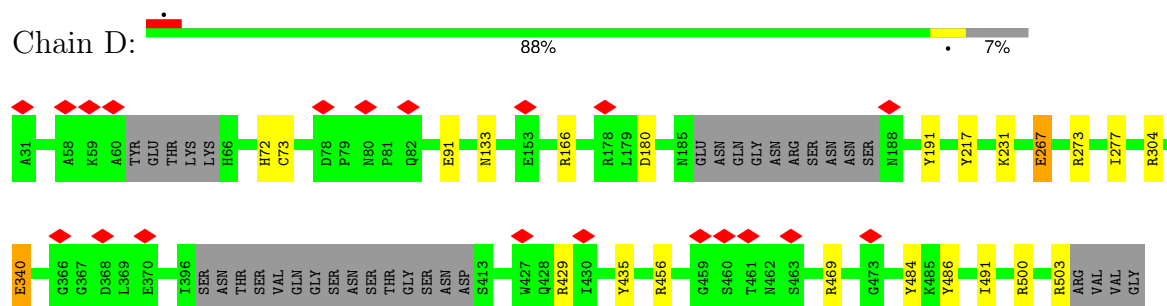 Chain D:
88%
7%
A31 A58 K59 A60 TYR GLU THR LYS LYS H66 H72 C73 D78 P79 N80 P81 Q82 E91 N133 E153 R166 R178 L179 D180 N185 GLU ASN GLN GLY ASN ARG SER ASN ASN SER N188 Y191 Y217 K231 E267 R273 I277 R304
E340 G366 G367 D368 L369 E370 I396 SER ASN THR SER VAL GLN GLY SER ASN SER THR GLY SER ASN ASP S413 W427 Q428 R429 I430 Y435 R456 G459 S460 T461 N462 S463 R469 G473 Y484 K485 Y486 I491 R500 R503 ARG VAL VAL GLY